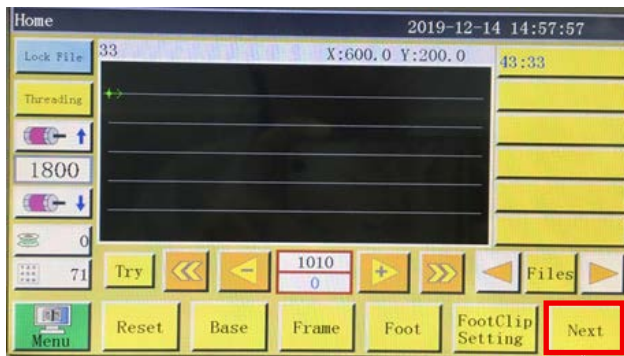 Home 2019-12-14 14:57:57
Lock File
33 X:600.0 Y:200.0
43:33
Threading
1800
0
71
Try
1010
0
Files
Menu
Reset
Base
Frame
Foot
FootClip
Setting
Next